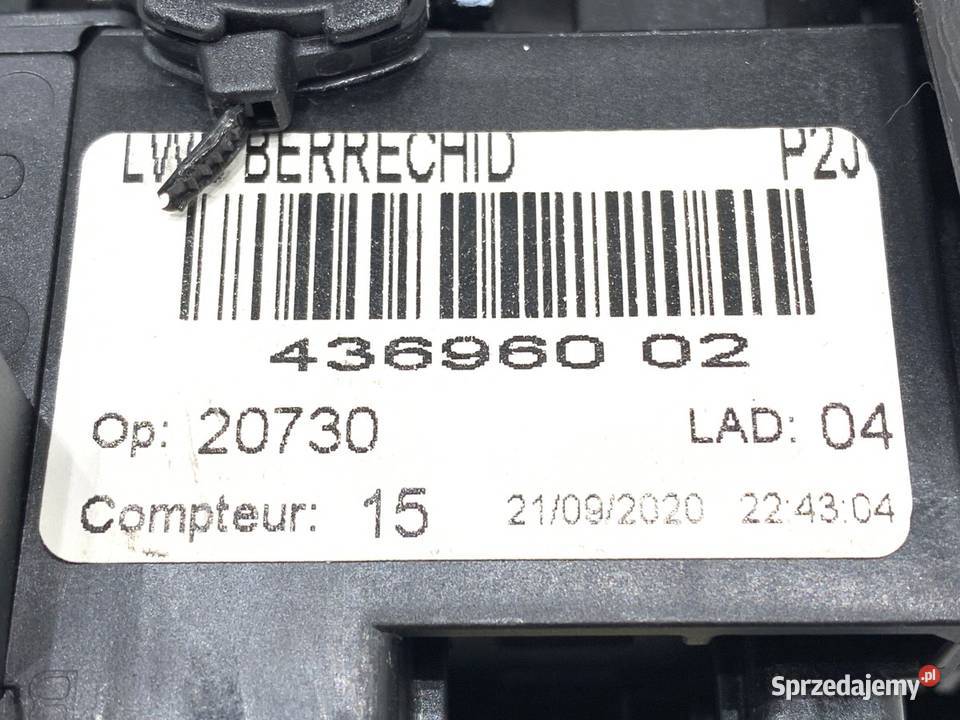 BERRECHID P2J
436960 02
Op: 20730 LAD: 04
Compteur: 15 21/09/2020 22:43:04
Sprzedajemy.pl